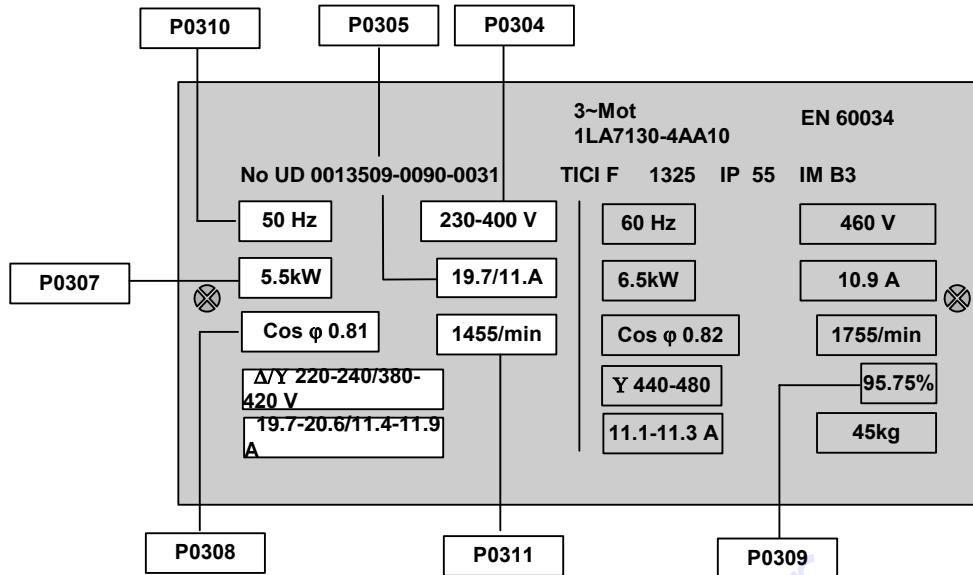 P0310
P0305
P0304
3~Mot
1LA7130-4AA10
EN 60034
No UD 0013509-0090-0031
TICI F 1325 IP 55 IM B3
50 Hz
230-400 V
60 Hz
460 V
P0307
5.5kW
19.7/11.A
6.5kW
10.9 A
Cos φ 0.81
1455/min
Cos φ 0.82
1755/min
Δ/Y 220-240/380-
420 V
Y 440-480
95.75%
19.7-20.6/11.4-11.9
A
11.1-11.3 A
45kg
P0308
P0311
P0309